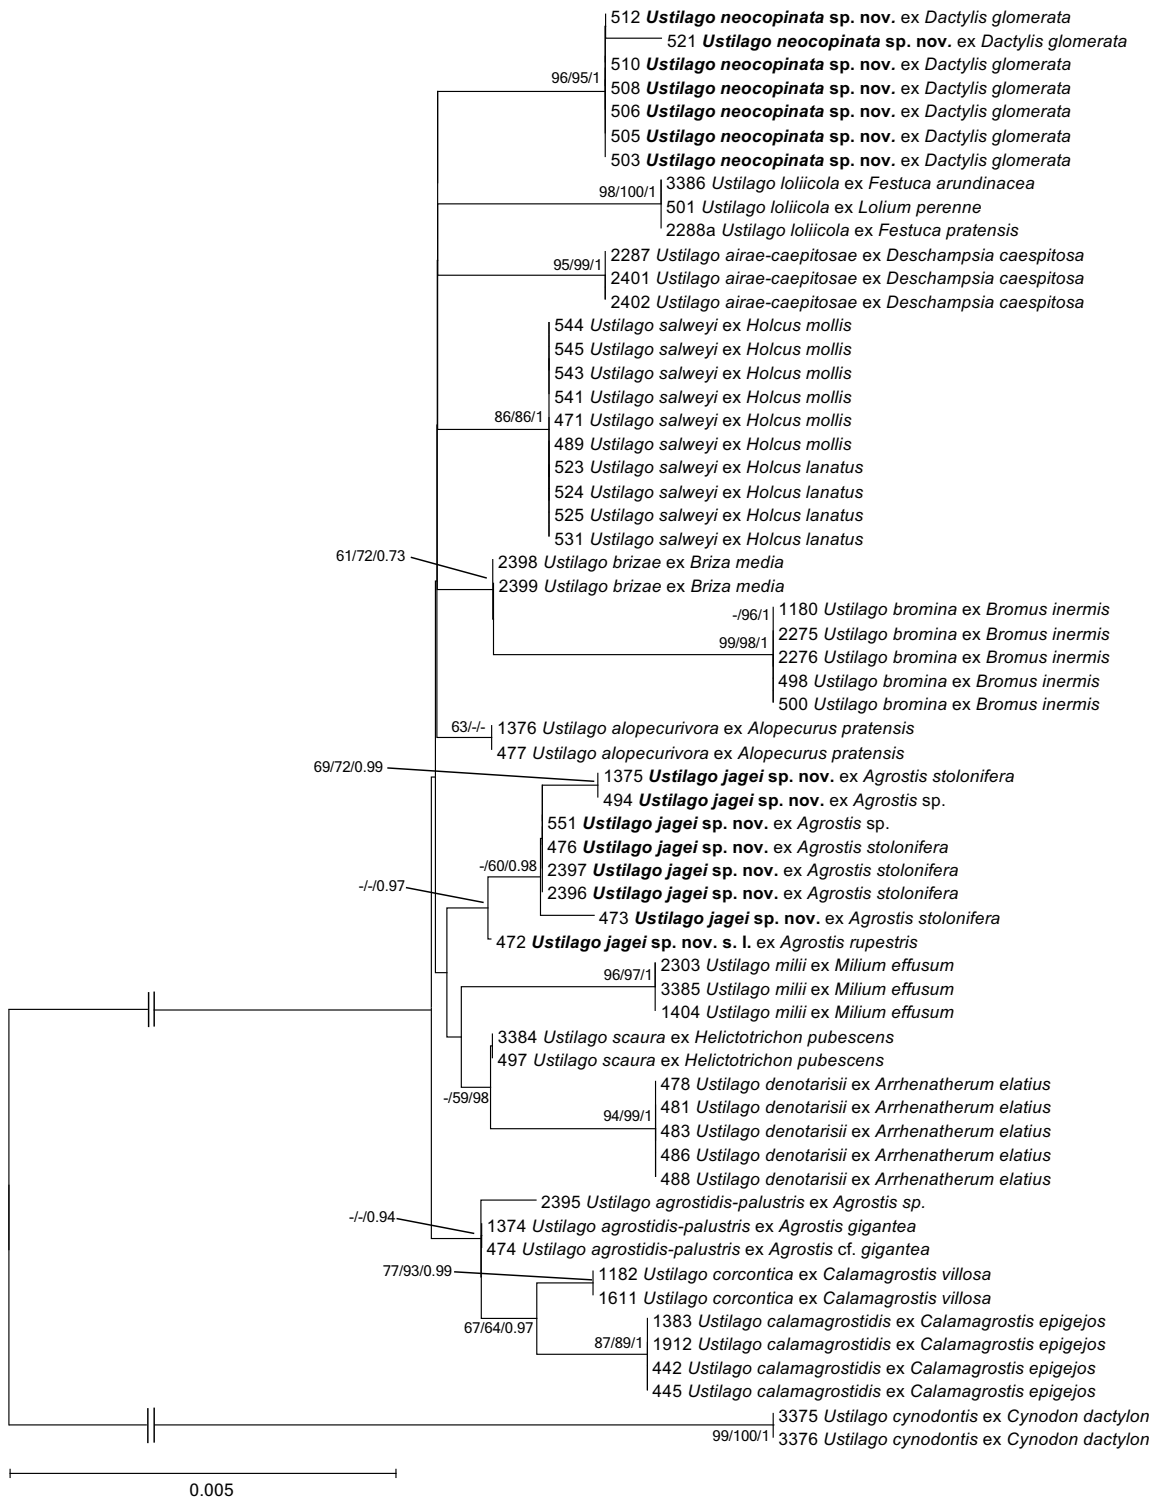 512 Ustilago neocopinata sp. nov. ex Dactylis glomerata
521 Ustilago neocopinata sp. nov. ex Dactylis glomerata
510 Ustilago neocopinata sp. nov. ex Dactylis glomerata
96/95/1
508 Ustilago neocopinata sp. nov. ex Dactylis glomerata
506 Ustilago neocopinata sp. nov. ex Dactylis glomerata
505 Ustilago neocopinata sp. nov. ex Dactylis glomerata
503 Ustilago neocopinata sp. nov. ex Dactylis glomerata
3386 Ustilago loliicola ex Festuca arundinacea
98/100/1
501 Ustilago loliicola ex Lolium perenne
2288a Ustilago loliicola ex Festuca pratensis
2287 Ustilago airae-caepitosae ex Deschampsia caespitosa
95/99/1
2401 Ustilago airae-caepitosae ex Deschampsia caespitosa
2402 Ustilago airae-caepitosae ex Deschampsia caespitosa
544 Ustilago salweyi ex Holcus mollis
545 Ustilago salweyi ex Holcus mollis
543 Ustilago salweyi ex Holcus mollis
541 Ustilago salweyi ex Holcus mollis
86/86/1
471 Ustilago salweyi ex Holcus mollis
489 Ustilago salweyi ex Holcus mollis
523 Ustilago salweyi ex Holcus lanatus
524 Ustilago salweyi ex Holcus lanatus
525 Ustilago salweyi ex Holcus lanatus
531 Ustilago salweyi ex Holcus lanatus
61/72/0.73
2398 Ustilago brizae ex Briza media
2399 Ustilago brizae ex Briza media
1180 Ustilago bromina ex Bromus inermis
-/96/1
2275 Ustilago bromina ex Bromus inermis
99/98/1
2276 Ustilago bromina ex Bromus inermis
498 Ustilago bromina ex Bromus inermis
500 Ustilago bromina ex Bromus inermis
63/-/-
1376 Ustilago alopecurivora ex Alopecurus pratensis
477 Ustilago alopecurivora ex Alopecurus pratensis
69/72/0.99
1375 Ustilago jagei sp. nov. ex Agrostis stolonifera
494 Ustilago jagei sp. nov. ex Agrostis sp.
551 Ustilago jagei sp. nov. ex Agrostis sp.
476 Ustilago jagei sp. nov. ex Agrostis stolonifera
-/60/0.98
2397 Ustilago jagei sp. nov. ex Agrostis stolonifera
-/-/0.97
2396 Ustilago jagei sp. nov. ex Agrostis stolonifera
473 Ustilago jagei sp. nov. ex Agrostis stolonifera
472 Ustilago jagei sp. nov. s. l. ex Agrostis rupestris
2303 Ustilago milii ex Milium effusum
96/97/1
3385 Ustilago milii ex Milium effusum
1404 Ustilago milii ex Milium effusum
3384 Ustilago scaura ex Helictotrichon pubescens
497 Ustilago scaura ex Helictotrichon pubescens
478 Ustilago denotarisii ex Arrhenatherum elatius
-/59/98
481 Ustilago denotarisii ex Arrhenatherum elatius
94/99/1
483 Ustilago denotarisii ex Arrhenatherum elatius
486 Ustilago denotarisii ex Arrhenatherum elatius
488 Ustilago denotarisii ex Arrhenatherum elatius
2395 Ustilago agrostidis-palustris ex Agrostis sp.
-/-/0.94
1374 Ustilago agrostidis-palustris ex Agrostis gigantea
474 Ustilago agrostidis-palustris ex Agrostis cf. gigantea
77/93/0.99
1182 Ustilago corcontica ex Calamagrostis villosa
1611 Ustilago corcontica ex Calamagrostis villosa
1383 Ustilago calamagrostidis ex Calamagrostis epigejos
67/64/0.97
87/89/1
1912 Ustilago calamagrostidis ex Calamagrostis epigejos
442 Ustilago calamagrostidis ex Calamagrostis epigejos
445 Ustilago calamagrostidis ex Calamagrostis epigejos
3375 Ustilago cynodontis ex Cynodon dactylon
99/100/1
3376 Ustilago cynodontis ex Cynodon dactylon
0.005